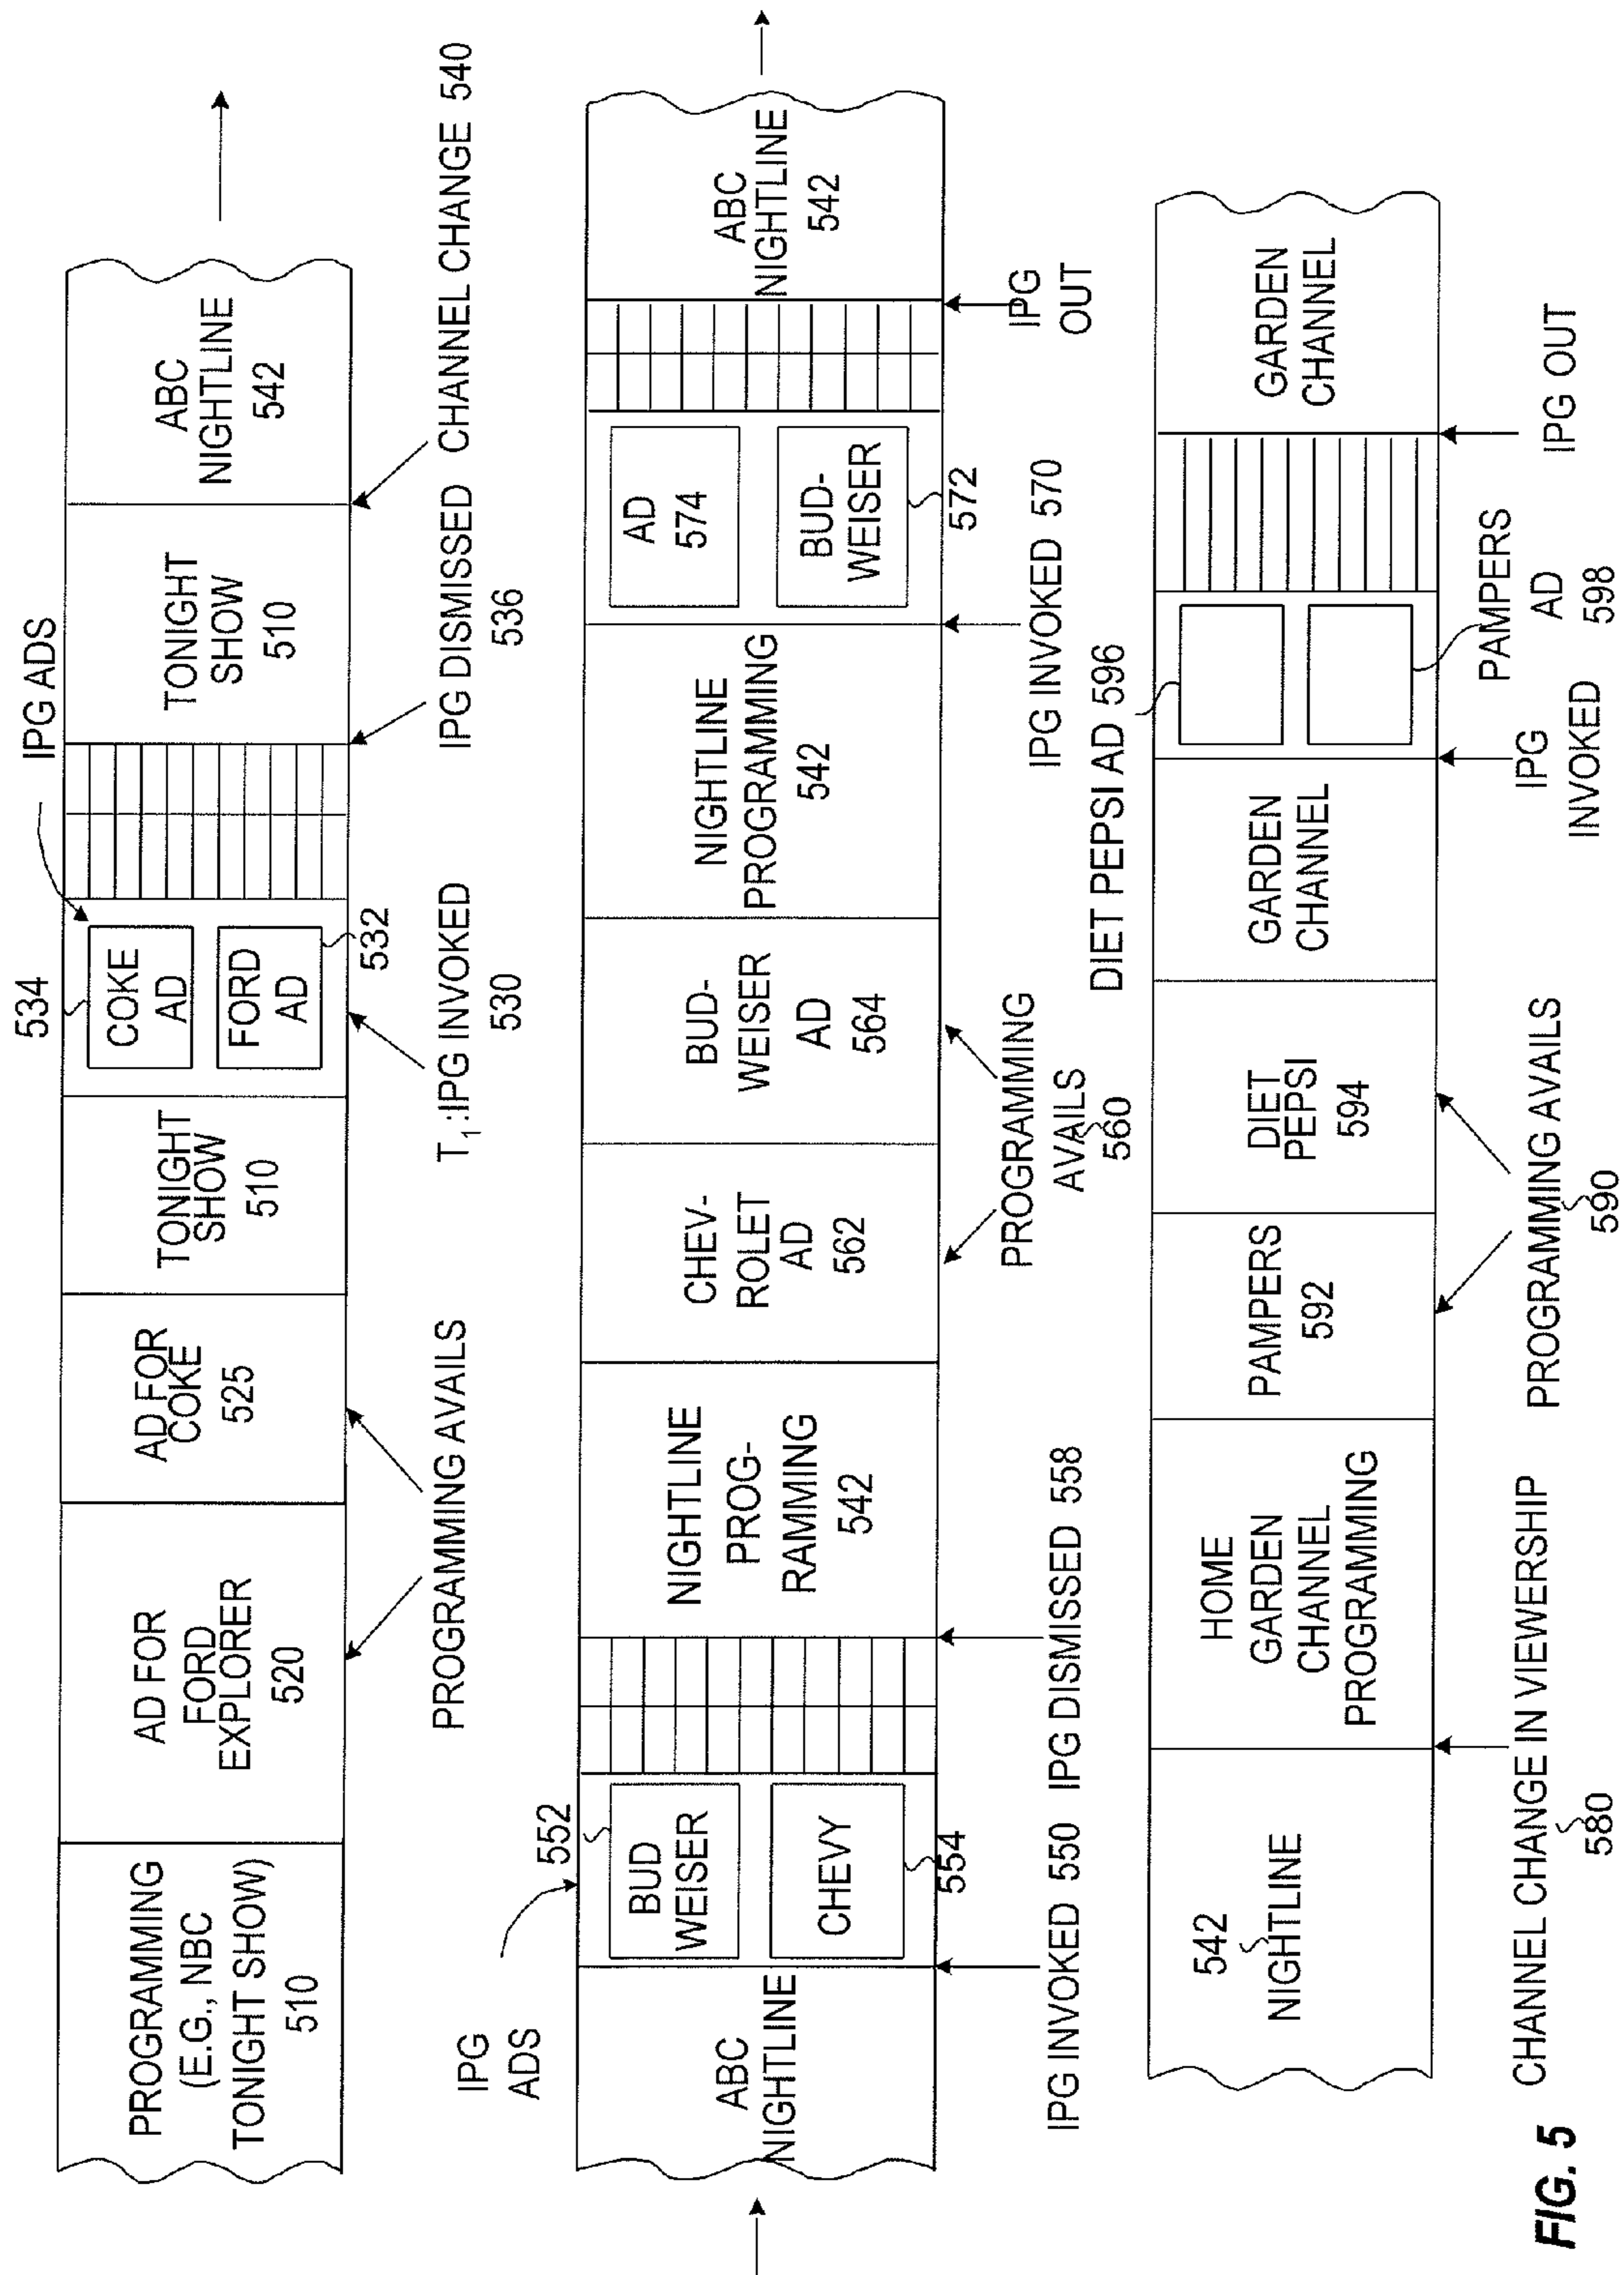 IPG ADS
534
PROGRAMMING
(E.G., NBC
TONIGHT SHOW)
510
AD FOR
FORD
EXPLORER
520
AD FOR
COKE
525
TONIGHT
SHOW
510
COKE
AD
FORD
AD
532
TONIGHT
SHOW
510
ABC
NIGHTLINE
542
PROGRAMMING AVAILS
T1:IPG INVOKED
530
IPG DISMISSED
536
CHANNEL CHANGE 540
IPG
ADS
552
ABC
NIGHTLINE
BUD
WEISER
CHEVY
554
NIGHTLINE
PROG-
RAMMING
542
CHEV-
ROLET
AD
562
BUD-
WEISER
AD
564
NIGHTLINE
PROGRAMMING
542
AD
574
BUD-
WEISER
572
ABC
NIGHTLINE
542
IPG INVOKED 550
IPG DISMISSED 558
PROGRAMMING
AVAILS
560
IPG INVOKED 570
IPG
OUT
DIET PEPSI AD 596
542
NIGHTLINE
HOME
GARDEN
CHANNEL
PROGRAMMING
PAMPERS
592
DIET
PEPSI
594
GARDEN
CHANNEL
GARDEN
CHANNEL
CHANNEL CHANGE IN VIEWERSHIP
580
PROGRAMMING AVAILS
590
IPG
INVOKED
PAMPERS
AD
598
IPG OUT
FIG. 5